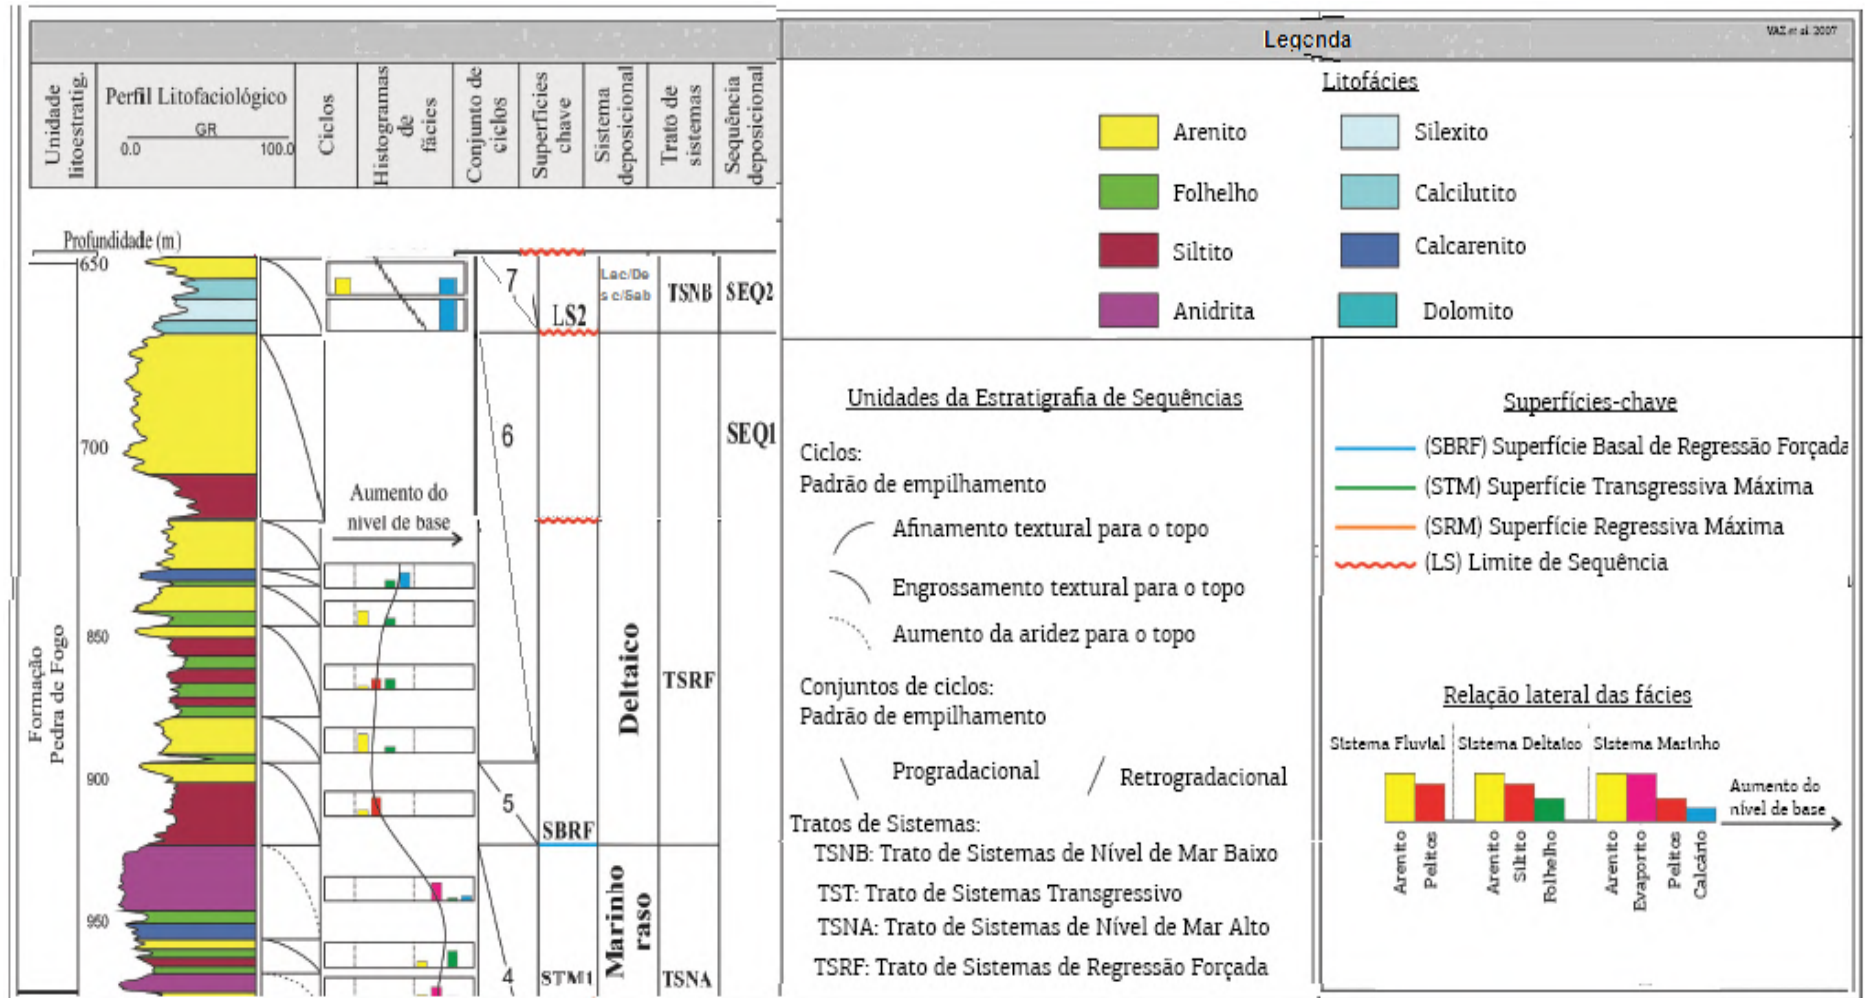 Legenda
VAZ et al. 2007
Unidade
litoestratig.
Perfil Litofaciológico
GR
0.0
100.0
Ciclos
Histogramas
de
fácies
Conjunto de
ciclos
Superfícies
chave
Sistema
deposicional
Trato de
sistemas
Sequência
deposicional
Profundidade (m)
650
700
850
900
950
Formação
Pedra de Fogo
Aumento do
nível de base
7
6
5
4
LS2
SBRF
STM1
Lac/De
sc/Sab
Deltaico
Marinho
raso
TSNB
TSRF
TSNA
SEQ2
SEQ1
Litofácies
Arenito
Silexito
Folhelho
Calcilutito
Siltito
Calcarenito
Anidrita
Dolomito
Unidades da Estratigrafia de Sequências
Ciclos:
Padrão de empilhamento
Afinamento textural para o topo
Engrossamento textural para o topo
Aumento da aridez para o topo
Conjuntos de ciclos:
Padrão de empilhamento
Progradacional
Retrogradacional
Tratos de Sistemas:
TSNB: Trato de Sistemas de Nível de Mar Baixo
TST: Trato de Sistemas Transgressivo
TSNA: Trato de Sistemas de Nível de Mar Alto
TSRF: Trato de Sistemas de Regressão Forçada
Superfícies-chave
(SBRF) Superfície Basal de Regressão Forçada
(STM) Superfície Transgressiva Máxima
(SRM) Superfície Regressiva Máxima
(LS) Limite de Sequência
Relação lateral das fácies
Sistema Fluvial
Sistema Deltaico
Sistema Marinho
Arenito
Pelitos
Arenito
Siltito
Folhelho
Arenito
Evaporito
Pelitos
Calcário
Aumento do
nível de base